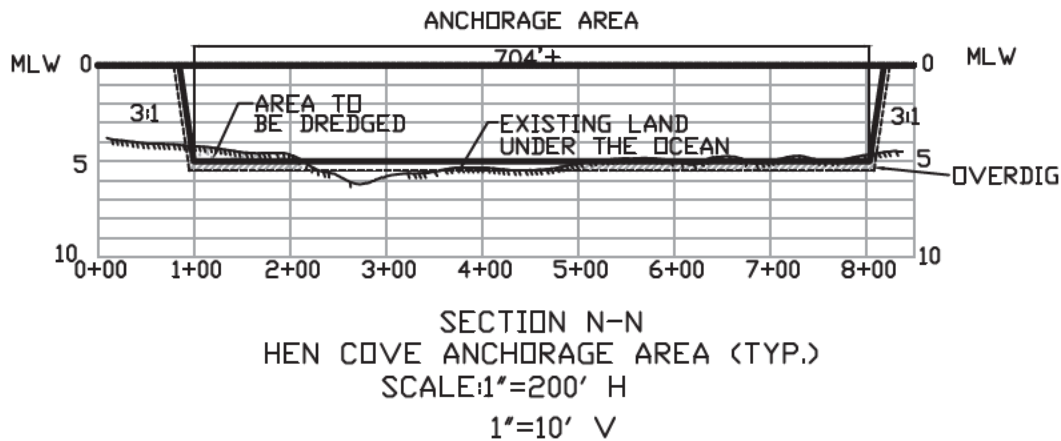 ANCHORAGE AREA
704'±
MLW 0
0 MLW
3:1
3:1
AREA TO
BE DREDGED
EXISTING LAND
UNDER THE OCEAN
5
5
OVERDIG
10
10
0+00 1+00 2+00 3+00 4+00 5+00 6+00 7+00 8+00
SECTION N-N
HEN COVE ANCHORAGE AREA (TYP.)
SCALE:1"=200' H
1"=10' V